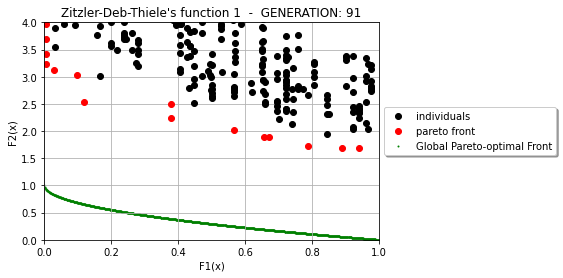 Zitzler-Deb-Thiele's function 1 - GENERATION: 91
4.0
3.5
3.0
2.5
2.0
1.5
1.0
0.5
0.0
F2(x)
0.0 0.2 0.4 0.6 0.8 1.0
F1(x)
individuals
pareto front
Global Pareto-optimal Front